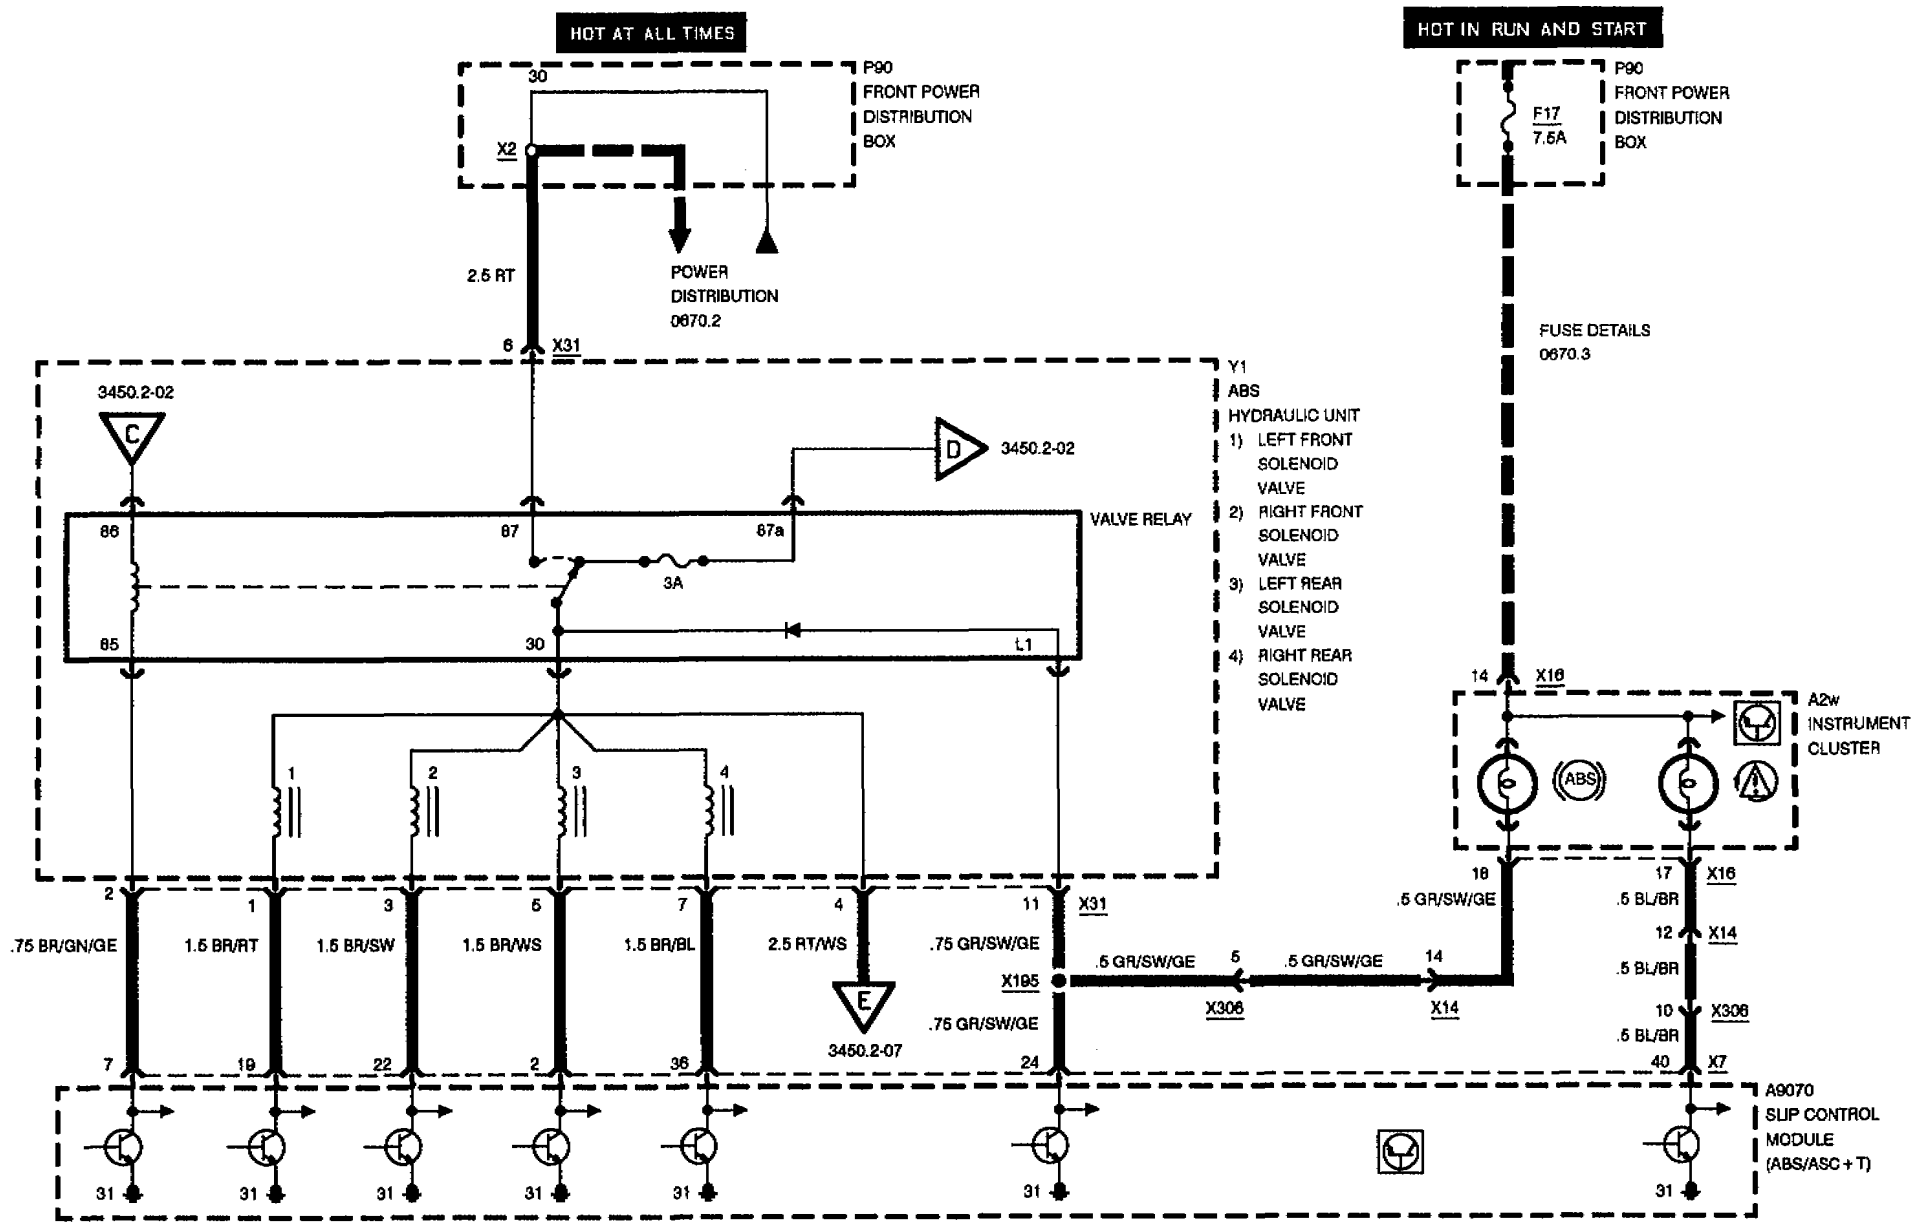 HOT AT ALL TIMES
HOT IN RUN AND START
30
P90
FRONT POWER
DISTRIBUTION
BOX
X2
P90
FRONT POWER
DISTRIBUTION
BOX
F17
7.5A
2.5 RT
POWER
DISTRIBUTION
0670.2
6
X31
FUSE DETAILS
0670.3
3450.2-02
C
D
3450.2-02
Y1
ABS
HYDRAULIC UNIT
1) LEFT FRONT
SOLENOID
VALVE
2) RIGHT FRONT
SOLENOID
VALVE
3) LEFT REAR
SOLENOID
VALVE
4) RIGHT REAR
SOLENOID
VALVE
86
87
87a
VALVE RELAY
3A
85
30
L1
14
X16
A2w
INSTRUMENT
CLUSTER
ABS
1
2
3
4
18
17
X16
2
1
3
5
7
4
11
X31
.5 GR/SW/GE
.5 BL/BR
.75 BR/GN/GE
1.5 BR/RT
1.5 BR/SW
1.5 BR/WS
1.5 BR/BL
2.5 RT/WS
.75 GR/SW/GE
12
X14
.5 GR/SW/GE
5
.5 GR/SW/GE
14
.5 BL/BR
X195
X306
X14
E
10
X306
.75 GR/SW/GE
.5 BL/BR
3450.2-07
7
19
22
2
36
24
40
X7
A9070
SLIP CONTROL
MODULE
(ABS/ASC + T)
31
31
31
31
31
31
31